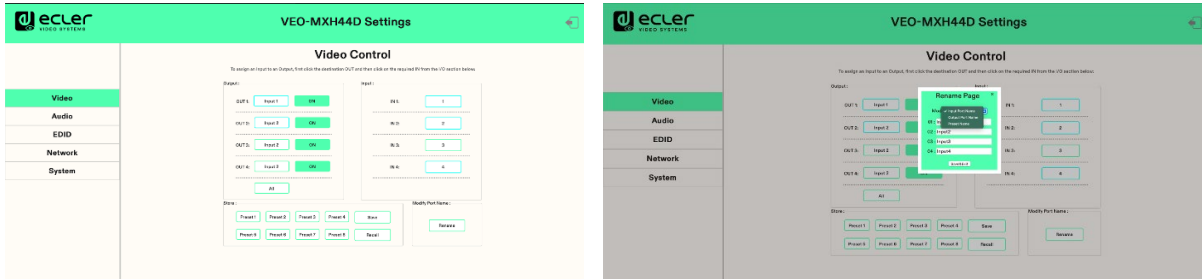 ecler
VIDEO SYSTEMS
VEO-MXH44D Settings
Video
Audio
EDID
Network
System
Video Control
To assign an Input to an Output, first click the destination OUT and then click on the required IN from the I/O section below.
Output :
Input :
OUT 1: Input 1 ON
IN 1: 1
OUT 2: Input 2 ON
IN 2: 2
OUT 3: Input 2 ON
IN 3: 3
OUT 4: Input 2 ON
IN 4: 4
All
Store :
Modify Port Name :
Preset 1 Preset 2 Preset 3 Preset 4 Save
Preset 5 Preset 6 Preset 7 Preset 8 Recall
Rename
ecler
VIDEO SYSTEMS
VEO-MXH44D Settings
Video
Audio
EDID
Network
System
Video Control
To assign an Input to an Output, first click the destination OUT and then click on the required IN from the I/O section below.
Output :
OUT 1: Input 1
IN 1: 1
OUT 2: Input 2
IN 2: 2
OUT 3: Input 2
IN 3: 3
OUT 4: Input 2
IN 4: 4
All
Rename Page
Input Port Name
Output Port Name
Preset Name
Input2
Input3
Input4
Store :
Modify Port Name :
Preset 1 Preset 2 Preset 3 Preset 4 Save
Preset 5 Preset 6 Preset 7 Preset 8 Recall
Rename